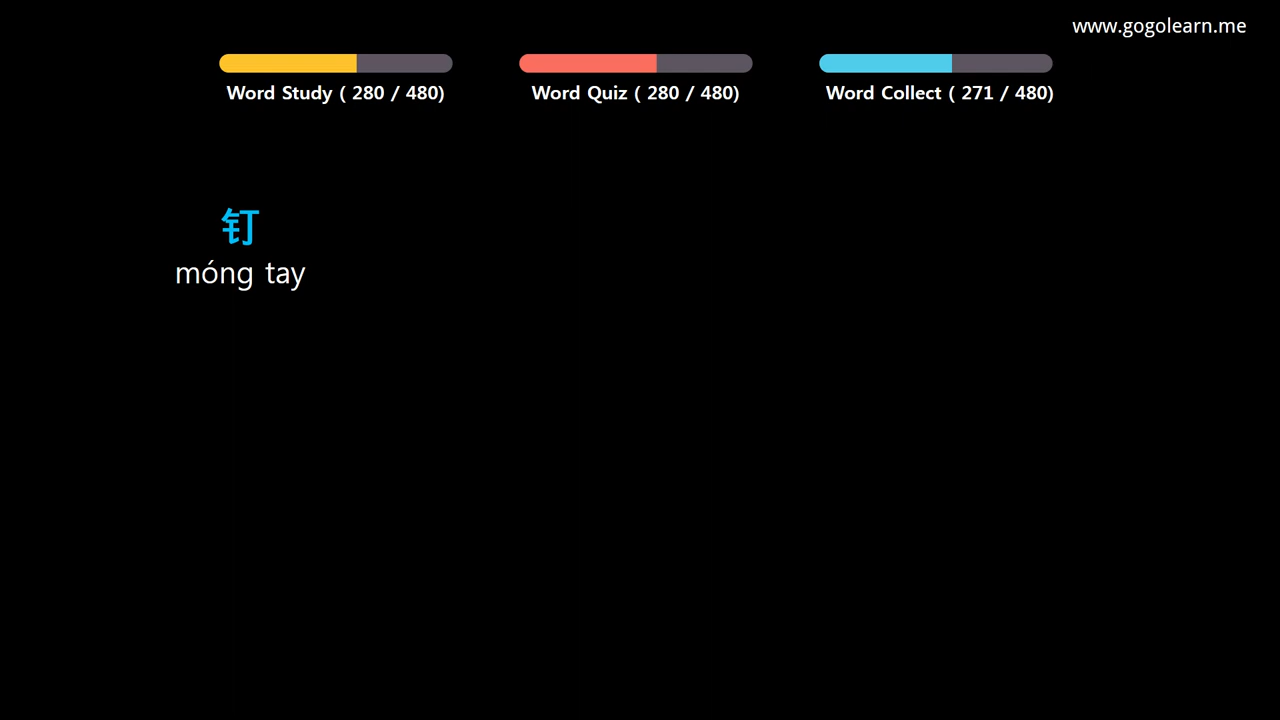 www.gogolearn.me
Word Study ( 280 / 480)
Word Quiz ( 280 / 480)
Word Collect ( 271 / 480)
钉
móng tay